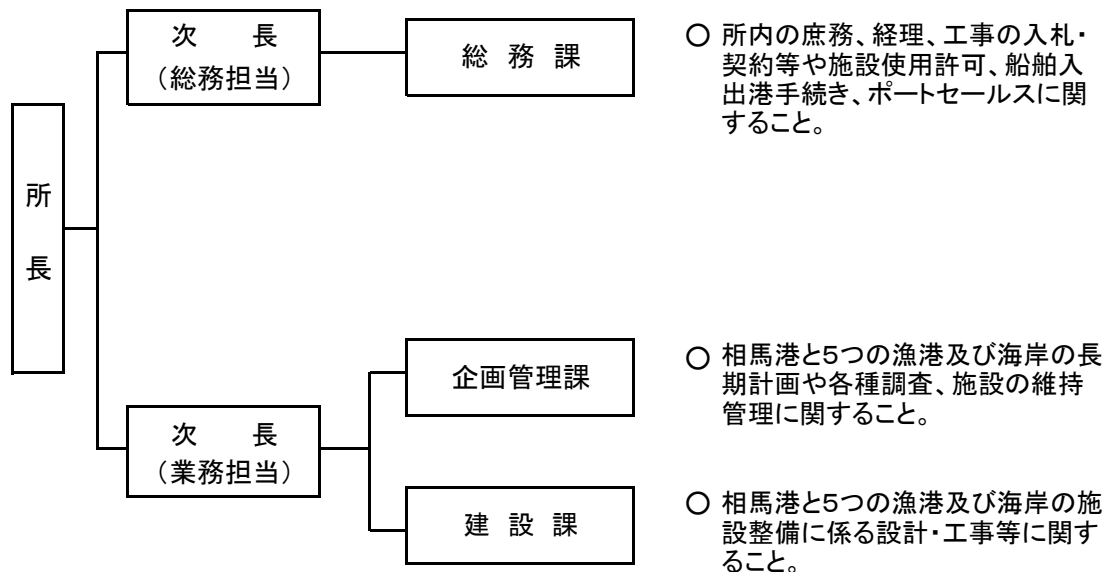 所長
次　長
（総務担当）
総 務 課
○ 所内の庶務、経理、工事の入札・
契約等や施設使用許可、船舶入
出港手続き、ポートセールスに関
すること。
次　長
（業務担当）
企画管理課
○ 相馬港と５つの漁港及び海岸の長
期計画や各種調査、施設の維持
管理に関すること。
建 設 課
○ 相馬港と５つの漁港及び海岸の施
設整備に係る設計・工事等に関す
ること。